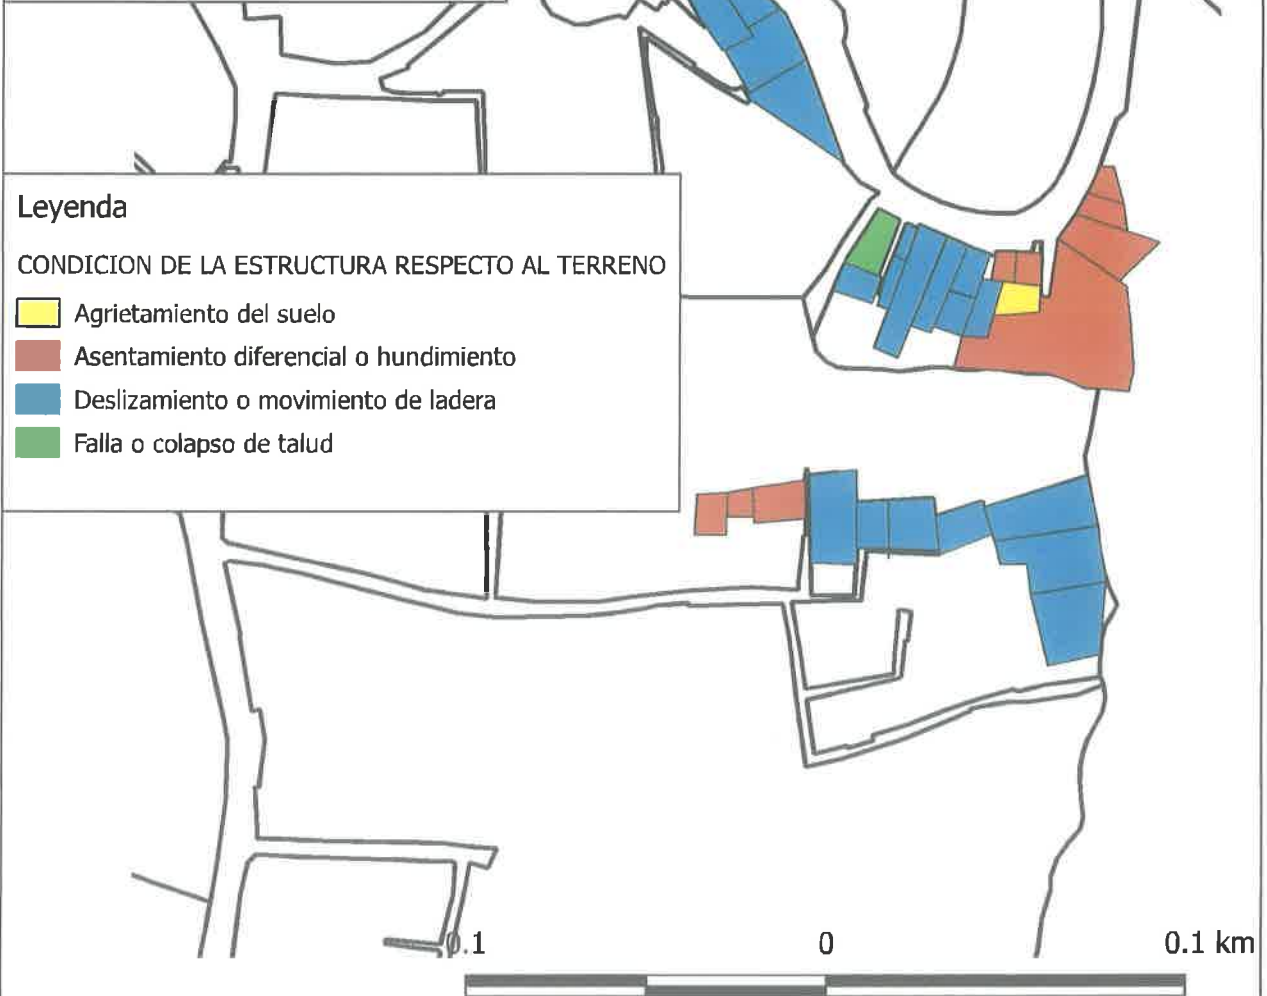 Leyenda
CONDICION DE LA ESTRUCTURA RESPECTO AL TERRENO
Agrietamiento del suelo
Asentamiento diferencial o hundimiento
Deslizamiento o movimiento de ladera
Falla o colapso de talud
0.1 0 0.1 km